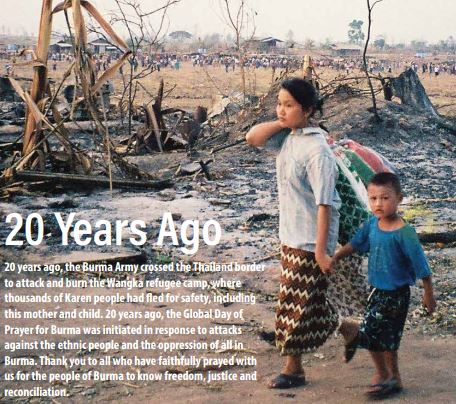 20 Years Ago
20 years ago, the Burma Army crossed the Thailand border
to attack and burn the Wangka refugee camp, where
thousands of Karen people had fled for safety, including
this mother and child. 20 years ago, the Global Day of
Prayer for Burma was initiated in response to attacks
against the ethnic people and the oppression of all in
Burma. Thank you to all who have faithfully prayed with
us for the people of Burma to know freedom, justice and
reconciliation.